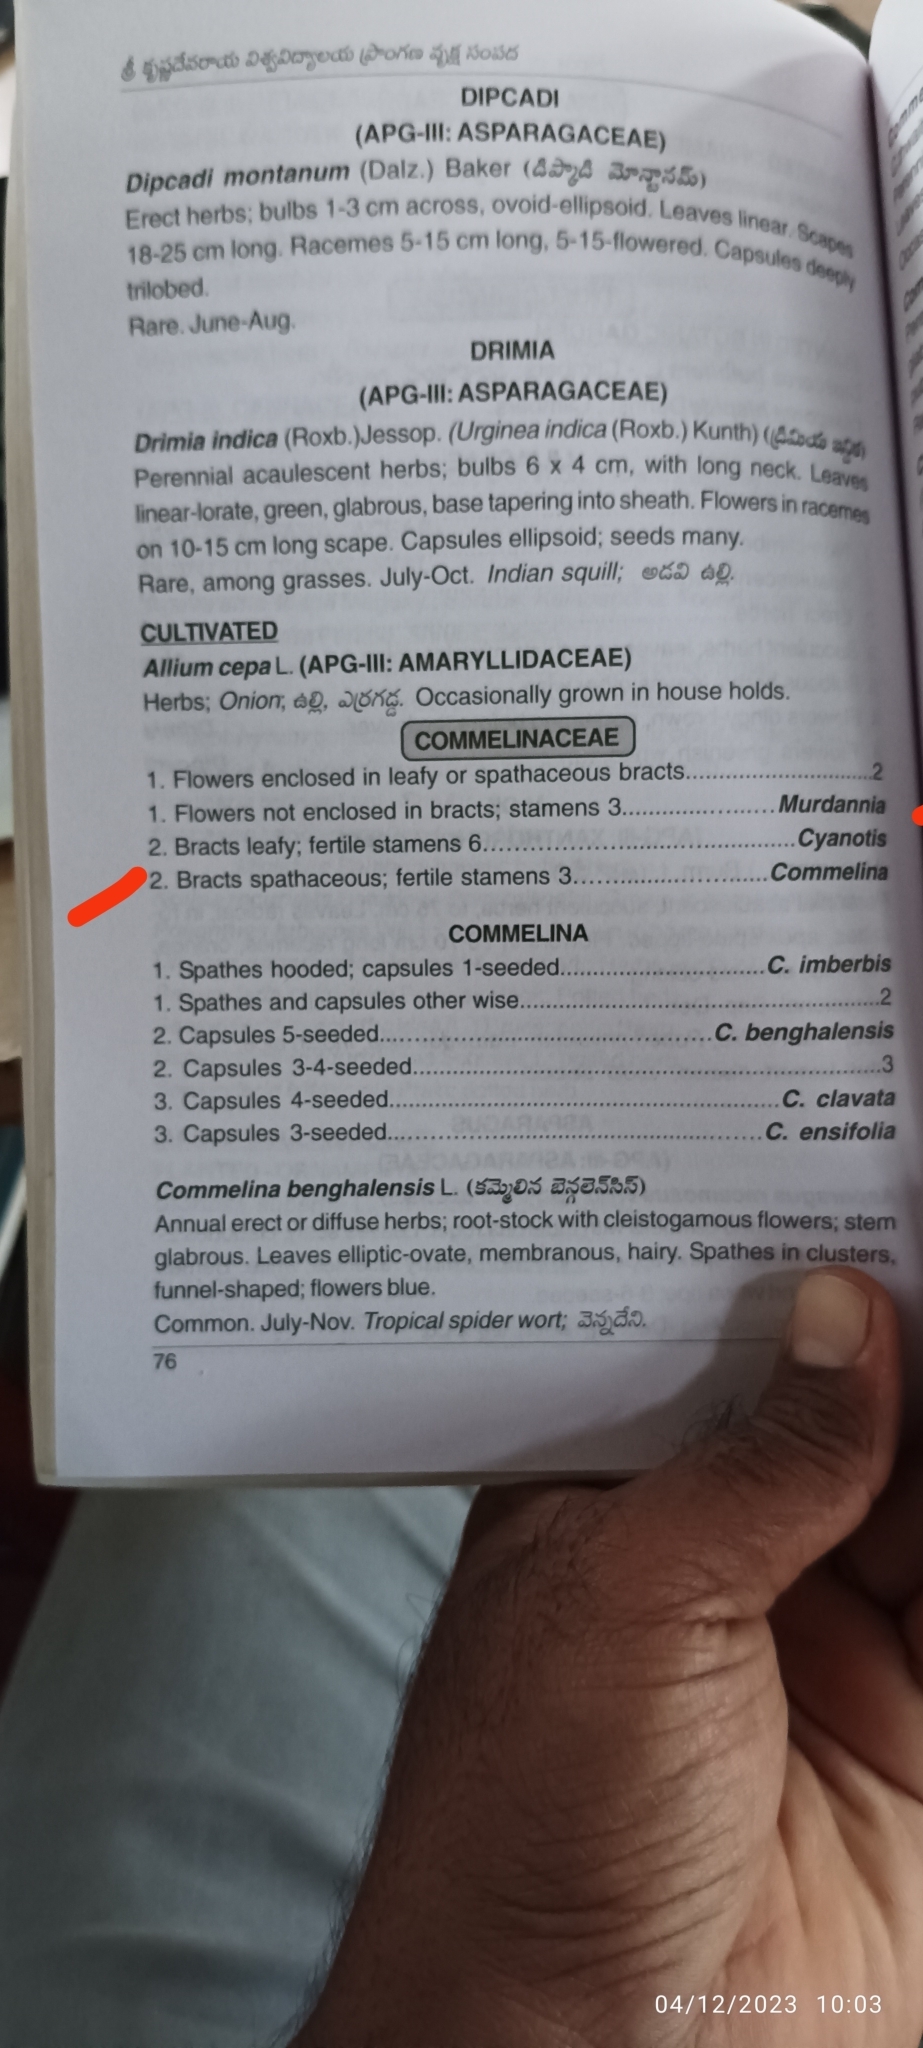 శ్రీ కృష్ణదేవరాయ విశ్వవిద్యాలయ ప్రాంగణ వృక్ష సంపద
DIPCADI
(APG-III: ASPARAGACEAE)
Dipcadi montanum (Dalz.) Baker (డిప్కాడి మోన్టానమ్)
Erect herbs; bulbs 1-3 cm across, ovoid-ellipsoid. Leaves linear. Scapes
18-25 cm long. Racemes 5-15 cm long, 5-15-flowered. Capsules deeply
trilobed.
Rare. June-Aug.
DRIMIA
(APG-III: ASPARAGACEAE)
Drimia indica (Roxb.)Jessop. (Urginea indica (Roxb.) Kunth) (డ్రిమియ ఇన్డిక)
Perennial acaulescent herbs; bulbs 6 x 4 cm, with long neck. Leaves
linear-lorate, green, glabrous, base tapering into sheath. Flowers in racemes
on 10-15 cm long scape. Capsules ellipsoid; seeds many.
Rare, among grasses. July-Oct. Indian squill; అడవి ఉల్లి.
CULTIVATED
Allium cepa L. (APG-III: AMARYLLIDACEAE)
Herbs; Onion; ఉల్లి, ఎర్రగడ్డ. Occasionally grown in house holds.
COMMELINACEAE
1. Flowers enclosed in leafy or spathaceous bracts............................2
1. Flowers not enclosed in bracts; stamens 3......................Murdannia
2. Bracts leafy; fertile stamens 6.............................................Cyanotis
2. Bracts spathaceous; fertile stamens 3............................Commelina
COMMELINA
1. Spathes hooded; capsules 1-seeded.............................C. imberbis
1. Spathes and capsules other wise....................................................2
2. Capsules 5-seeded................................................C. benghalensis
2. Capsules 3-4-seeded....................................................................3
3. Capsules 4-seeded.........................................................C. clavata
3. Capsules 3-seeded......................................................C. ensifolia
Commelina benghalensis L. (కమ్మెలిన బెన్గలెన్‌సిస్)
Annual erect or diffuse herbs; root-stock with cleistogamous flowers; stem
glabrous. Leaves elliptic-ovate, membranous, hairy. Spathes in clusters,
funnel-shaped; flowers blue.
Common. July-Nov. Tropical spider wort; వెన్నదేవి.
76
04/12/2023 10:03